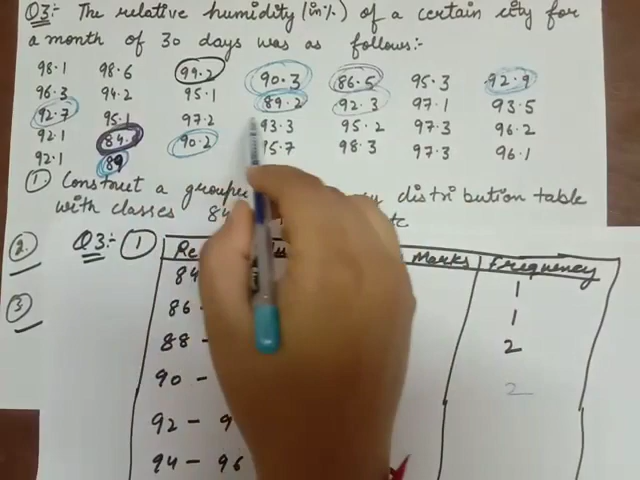 Q3:- The relative humidity (in%) of a certain city for
a month of 30 days was as follows:-
98.1 98.6 99.2 90.3 86.5 95.3 92.9
96.3 94.2 95.1 89.2 92.3 97.1 93.5
92.7 95.1 97.2 93.3 95.2 97.3 96.2
92.1 84. 90.2 95.7 98.3 97.3 96.1
92.1 89
① Construct a groupe distribution table
with classes 84
② Q3:- ① Marks Frequency
84 1
③ 86 - 1
88 - 2
90 - 2
92 - 9
94 - 96